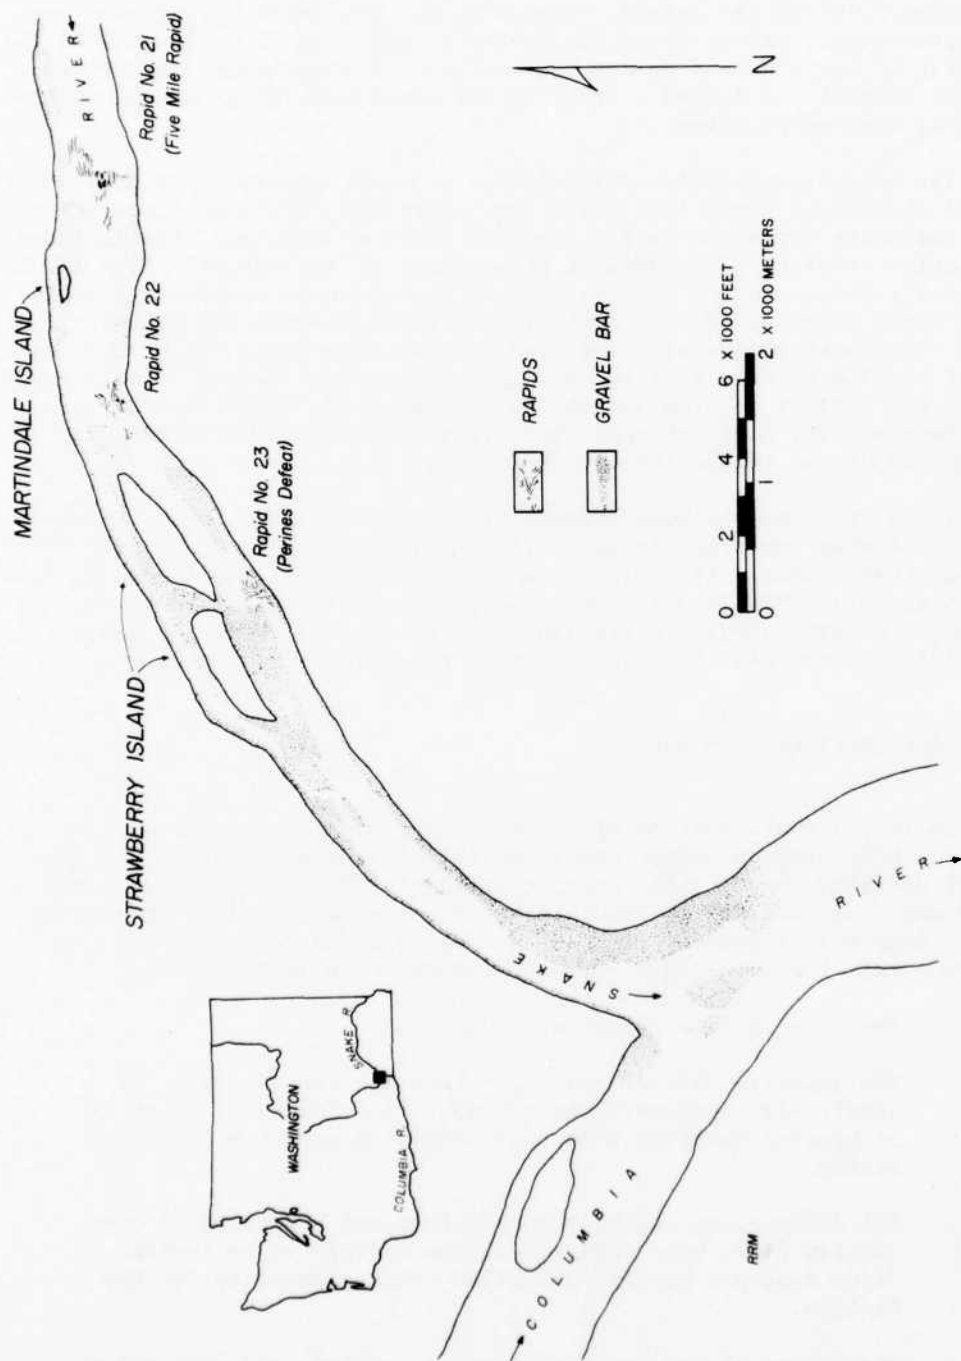 MARTINDALE ISLAND
RIVER
Rapid No. 21
(Five Mile Rapid)
Rapid No. 22
STRAWBERRY ISLAND
Rapid No. 23
(Perines Defeat)
N
RAPIDS
GRAVEL BAR
0 2 4 6 X 1000 FEET
0 1 2 X 1000 METERS
WASHINGTON
SNAKE R.
COLUMBIA R.
SNAKE
RIVER
COLUMBIA
RRM